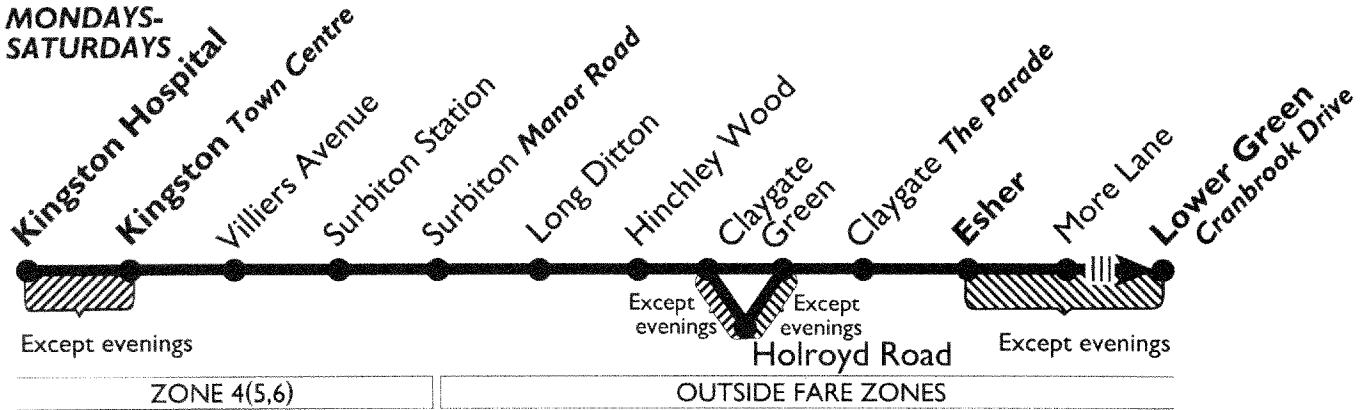 MONDAYS-
SATURDAYS
Kingston Hospital
Kingston Town Centre
Villiers Avenue
Surbiton Station
Surbiton Manor Road
Long Ditton
Hinchley Wood
Claygate
Green
Claygate The Parade
Esher
More Lane
Lower Green
Cranbrook Drive
Except evenings
Except
evenings
Except
evenings
Holroyd Road
Except evenings
ZONE 4(5,6)
OUTSIDE FARE ZONES